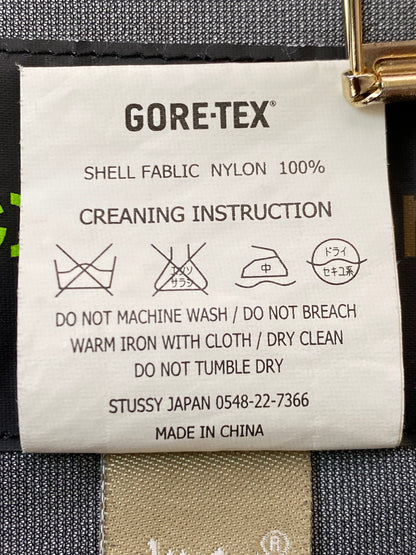 GORE-TEX®
SHELL FABLIC NYLON 100%
CREANING INSTRUCTION
エンソ サラシ 中 ドライ セキユ系
DO NOT MACHINE WASH / DO NOT BREACH
WARM IRON WITH CLOTH / DRY CLEAN
DO NOT TUMBLE DRY
STUSSY JAPAN 0548-22-7366
MADE IN CHINA
®